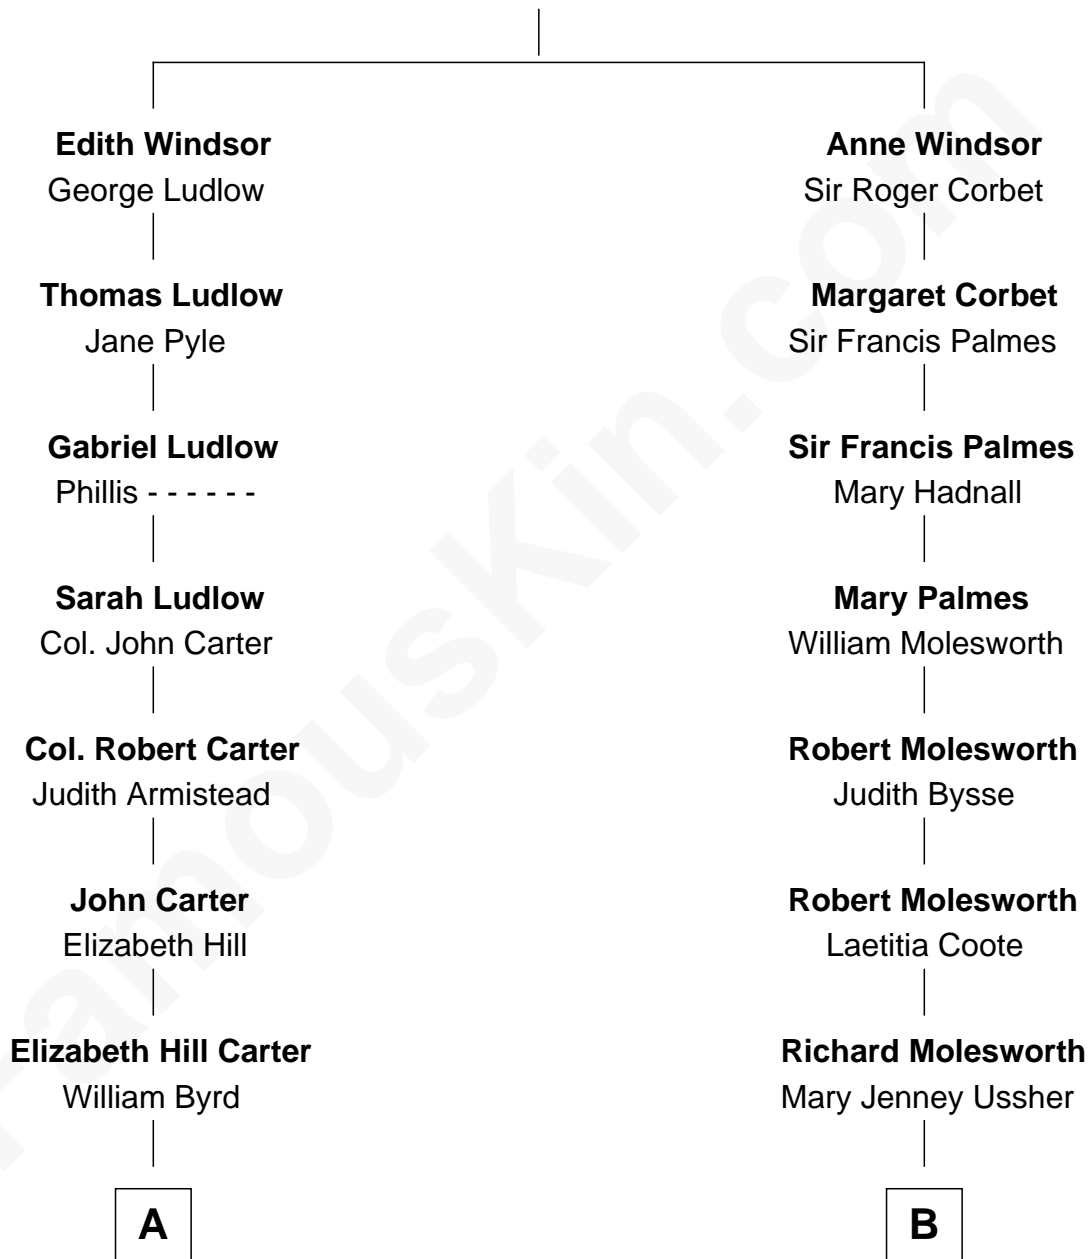 Edith Windsor
George Ludlow
Thomas Ludlow
Jane Pyle
Gabriel Ludlow
Phillis - - - - - -
Sarah Ludlow
Col. John Carter
Col. Robert Carter
Judith Armistead
John Carter
Elizabeth Hill
Elizabeth Hill Carter
William Byrd
A
Anne Windsor
Sir Roger Corbet
Margaret Corbet
Sir Francis Palmes
Sir Francis Palmes
Mary Hadnall
Mary Palmes
William Molesworth
Robert Molesworth
Judith Bysse
Robert Molesworth
Laetitia Coote
Richard Molesworth
Mary Jenney Ussher
B
FamousKin.com